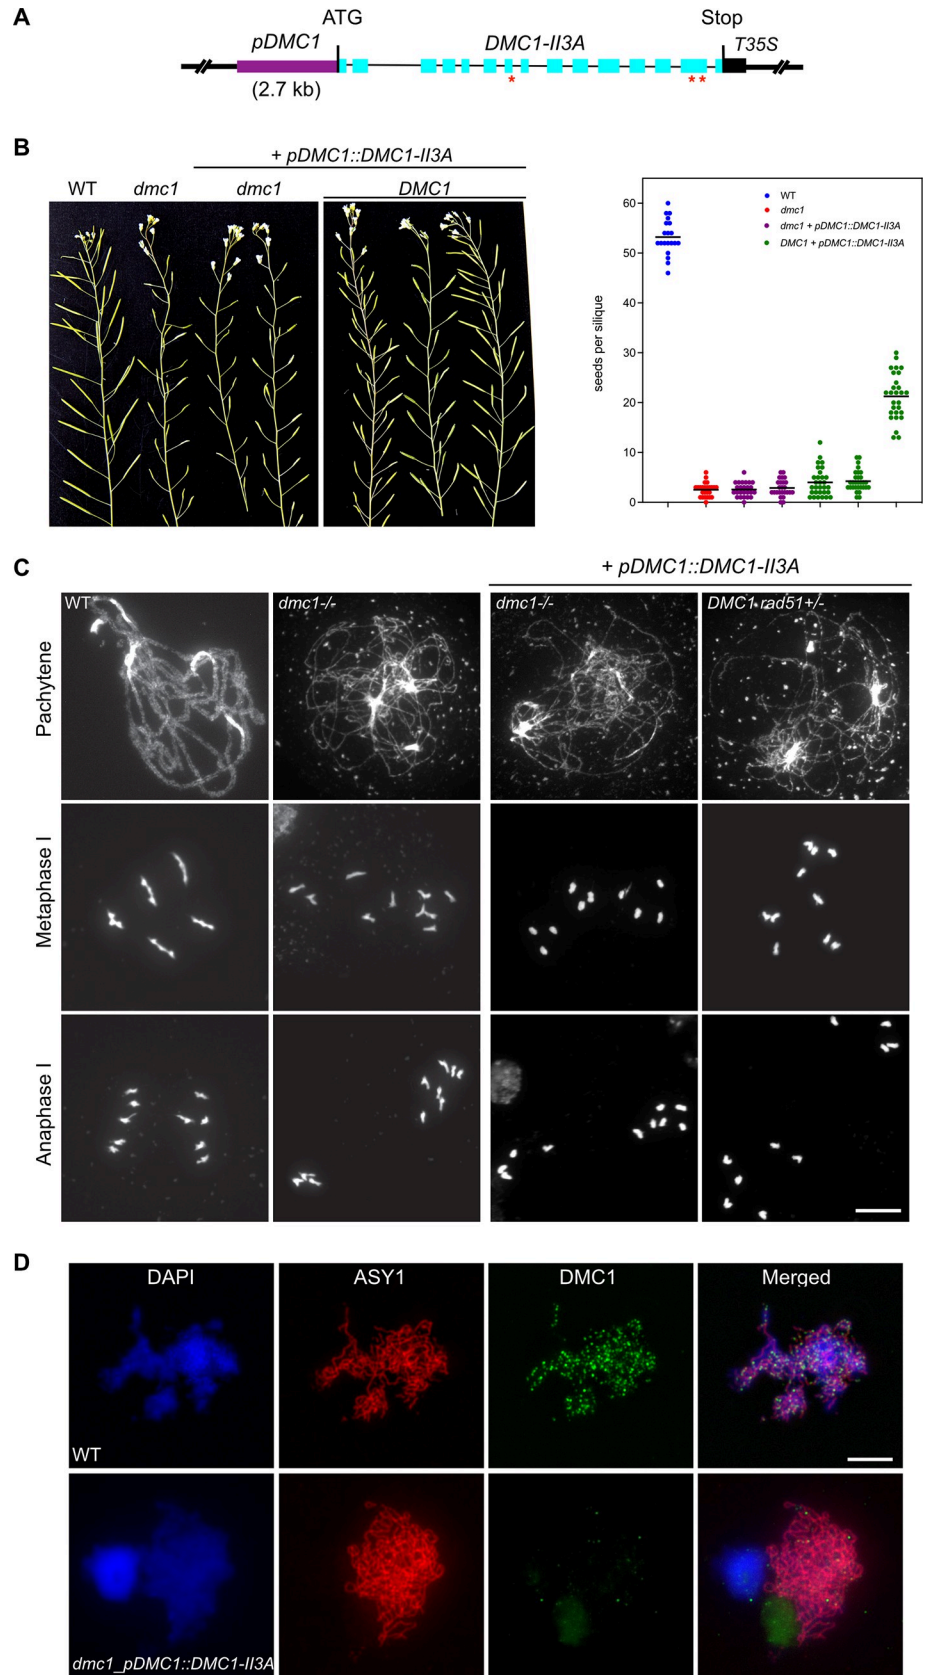 A
ATG
Stop
pDMC1
DMC1-II3A
T35S
(2.7 kb)
* **
B
+ pDMC1::DMC1-II3A
WT
dmc1
dmc1
DMC1
seeds per silique
60
50
40
30
20
10
0
WT
dmc1
dmc1 + pDMC1::DMC1-II3A
DMC1 + pDMC1::DMC1-II3A
C
+ pDMC1::DMC1-II3A
WT
dmc1-/-
dmc1-/-
DMC1 rad51+/-
Pachytene
Metaphase I
Anaphase I
D
DAPI
ASY1
DMC1
Merged
WT
dmc1_pDMC1::DMC1-II3A